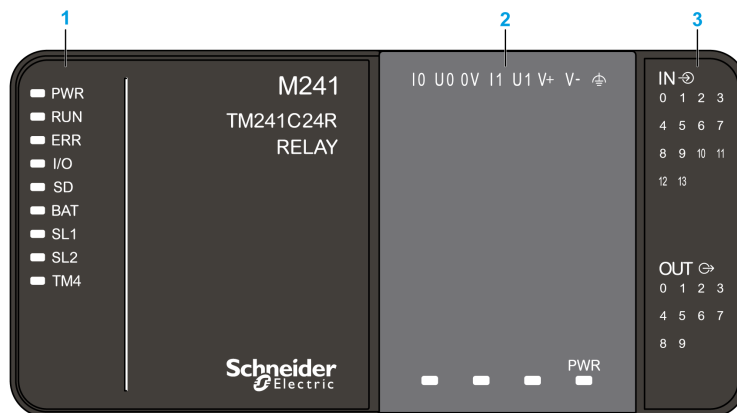 1
2
3
PWR
RUN
ERR
I/O
SD
BAT
SL1
SL2
TM4
M241
TM241C24R
RELAY
Schneider
Electric
I0 U0 0V I1 U1 V+ V-
PWR
IN
0 1 2 3
4 5 6 7
8 9 10 11
12 13
OUT
0 1 2 3
4 5 6 7
8 9